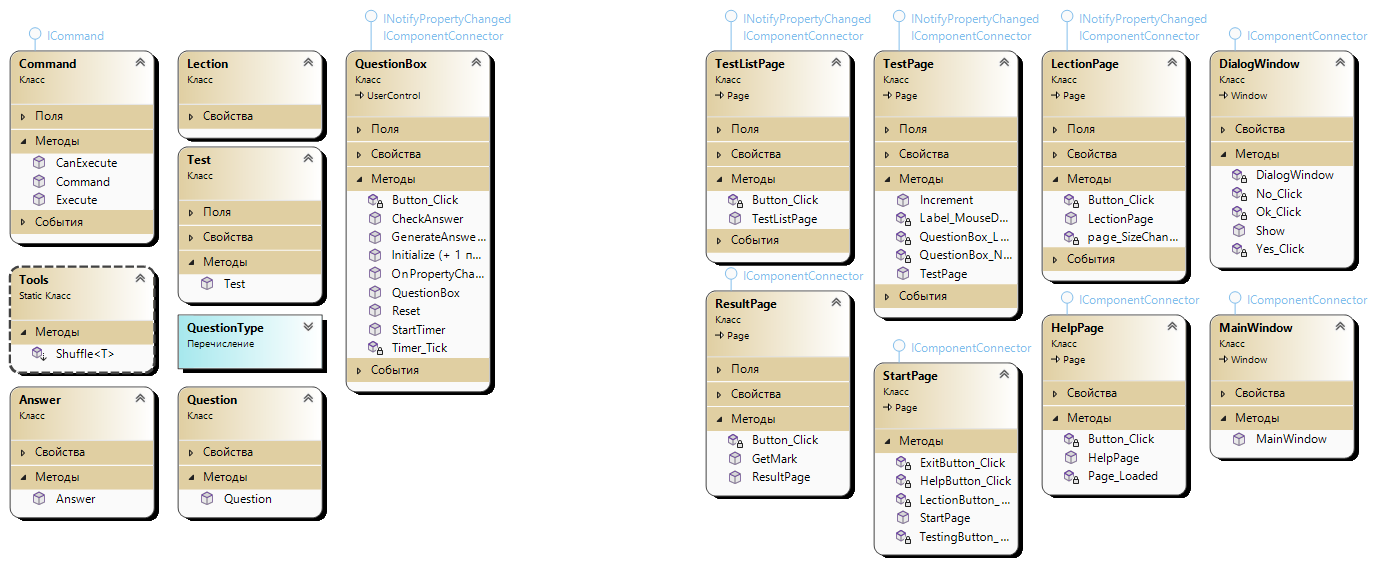 ICommand
Command
Класс
Поля
Методы
CanExecute
Command
Execute
События
Tools
Static Класс
Методы
Shuffle<T>
Answer
Класс
Свойства
Методы
Answer
Lection
Класс
Свойства
Test
Класс
Поля
Свойства
Методы
Test
QuestionType
Перечисление
Question
Класс
Свойства
Методы
Question
INotifyPropertyChanged
IComponentConnector
QuestionBox
Класс
UserControl
Поля
Свойства
Методы
Button_Click
CheckAnswer
GenerateAnswe...
Initialize (+ 1 п...
OnPropertyCha...
QuestionBox
Reset
StartTimer
Timer_Tick
События
INotifyPropertyChanged
IComponentConnector
TestListPage
Класс
Page
Поля
Свойства
Методы
Button_Click
TestListPage
События
IComponentConnector
ResultPage
Класс
Page
Поля
Свойства
Методы
Button_Click
GetMark
ResultPage
INotifyPropertyChanged
IComponentConnector
TestPage
Класс
Page
Поля
Свойства
Методы
Increment
Label_MouseD...
QuestionBox_L...
QuestionBox_N...
TestPage
События
IComponentConnector
StartPage
Класс
Page
Методы
ExitButton_Click
HelpButton_Click
LectionButton_...
StartPage
TestingButton_...
INotifyPropertyChanged
IComponentConnector
LectionPage
Класс
Page
Поля
Свойства
Методы
Button_Click
LectionPage
page_SizeChan...
События
IComponentConnector
HelpPage
Класс
Page
Свойства
Методы
Button_Click
HelpPage
Page_Loaded
IComponentConnector
DialogWindow
Класс
Window
Свойства
Методы
DialogWindow
No_Click
Ok_Click
Show
Yes_Click
IComponentConnector
MainWindow
Класс
Window
Свойства
Методы
MainWindow